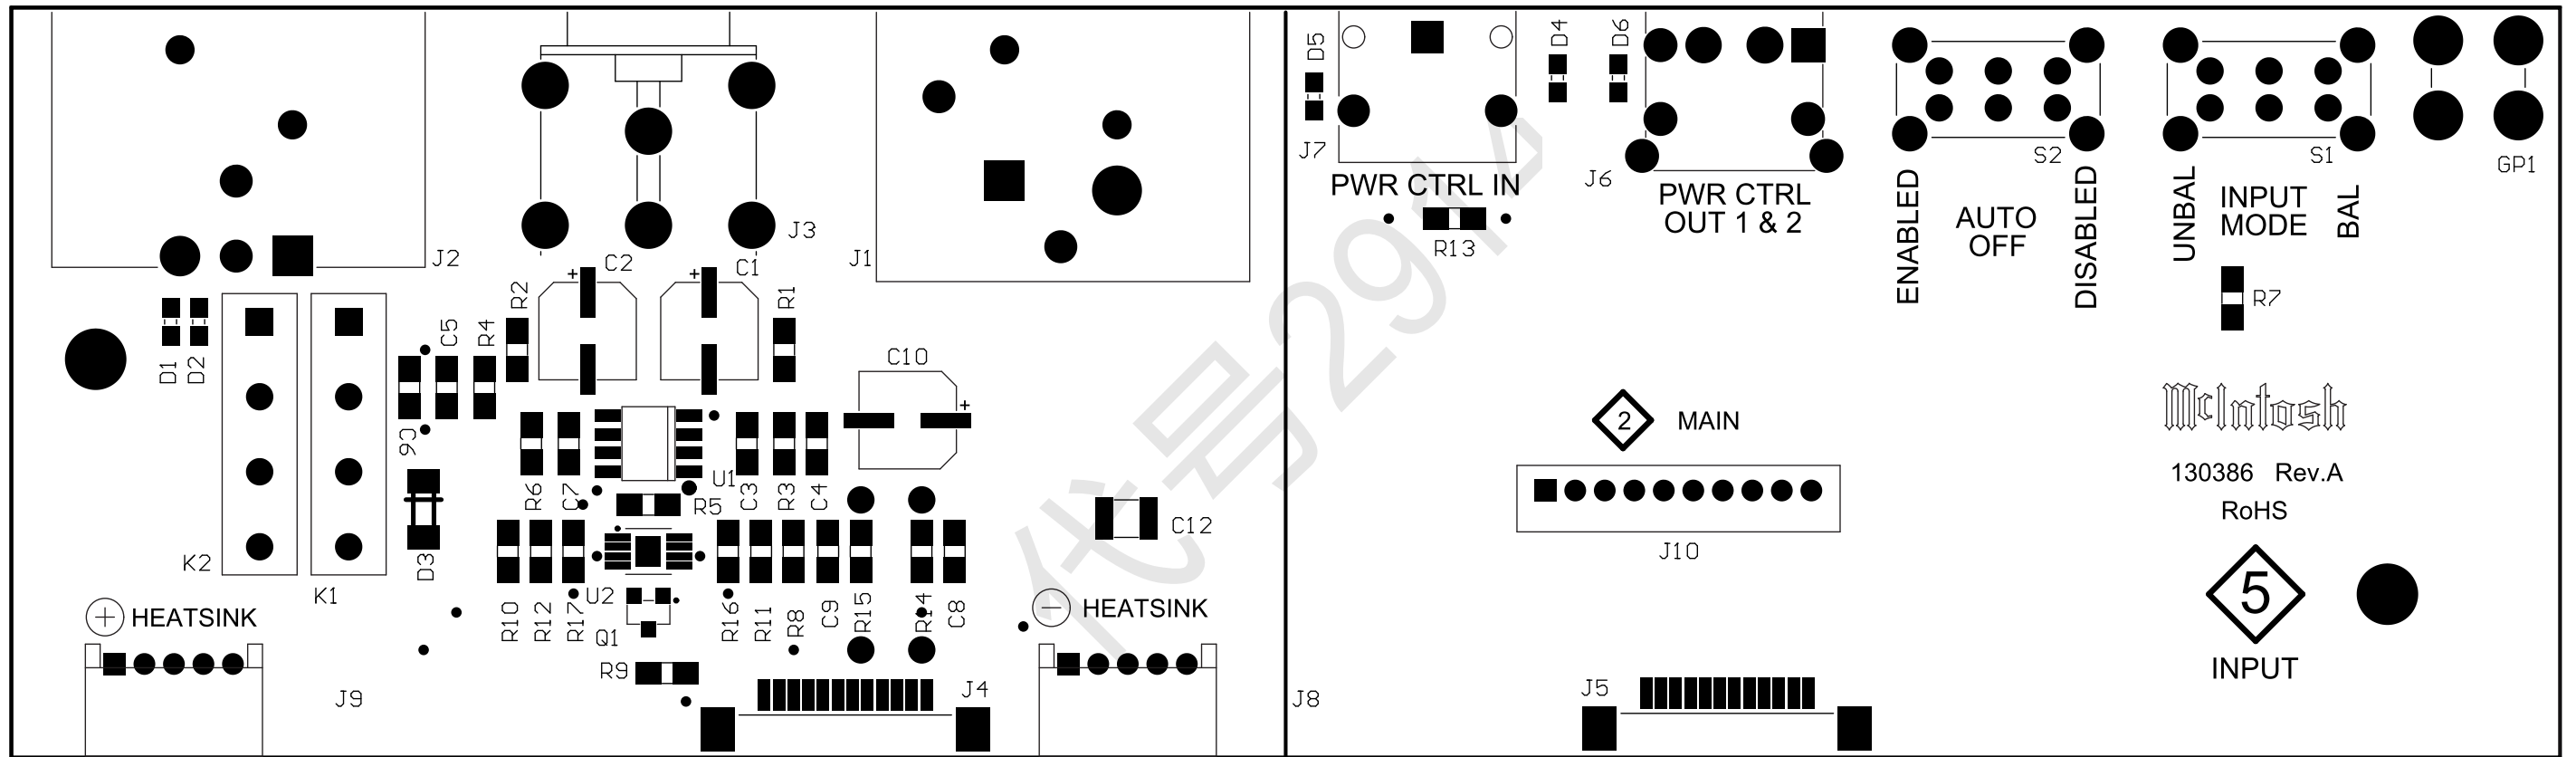 D5
D4
D6
J7
J6
S2
S1
GP1
PWR CTRL IN
PWR CTRL
OUT 1 & 2
R13
ENABLED
AUTO
OFF
DISABLED
UNBAL
INPUT
MODE
BAL
R7
J2
J3
J1
C2
C1
R2
R1
D1
D2
C5
R4
C6
C10
+
+
+
R6
C7
U1
C3
R3
C4
R5
C12
K2
K1
D3
R10
R12
R17
U2
Q1
R16
R11
R8
C9
R15
R14
C8
R9
+ HEATSINK
− HEATSINK
J9
J4
J8
2 MAIN
J10
J5
McIntosh
130386 Rev.A
RoHS
5
INPUT
代号2914